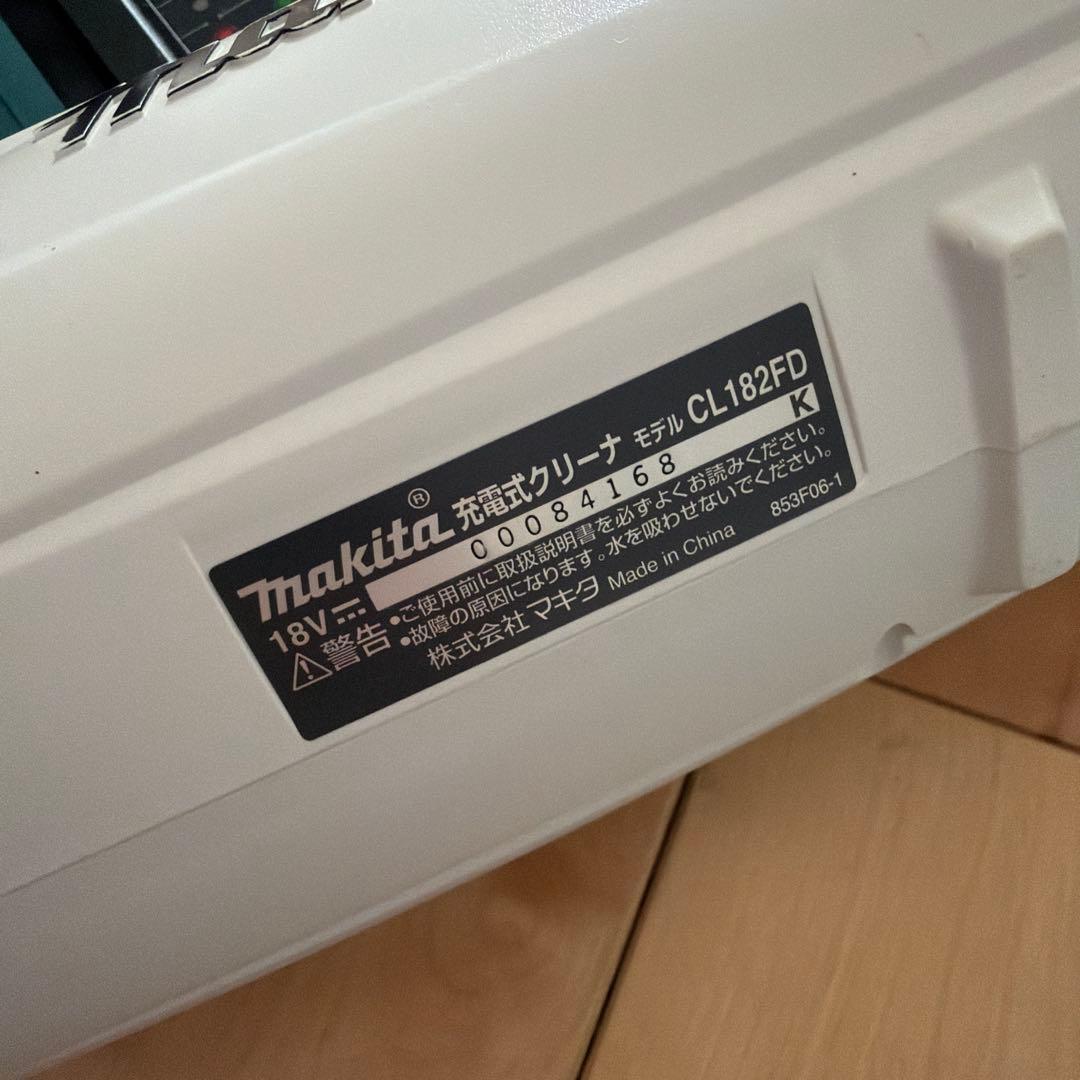 makita® 充電式クリーナ モデル CL182FD
18V⎓ 00084168 K
⚠警告 •ご使用前に取扱説明書を必ずよくお読みください。
•故障の原因になります。水を吸わせないでください。
株式会社マキタ Made in China 853F06-1